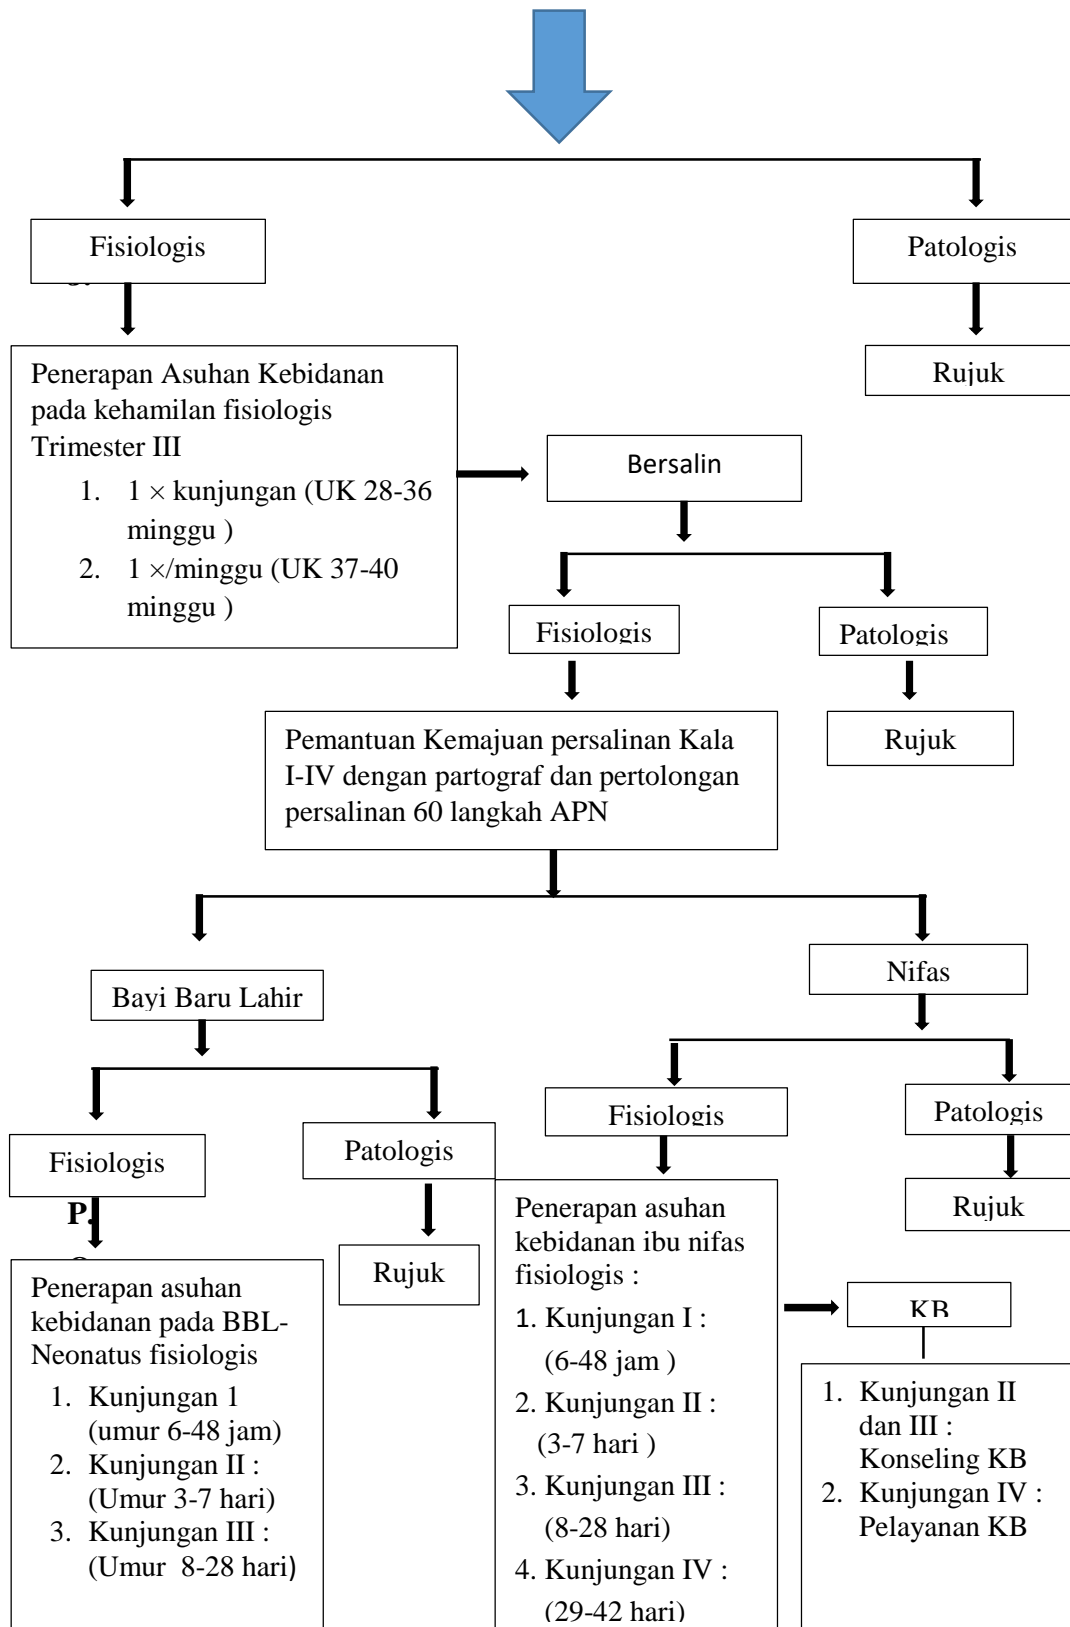 Fisiologis
Patologis
Penerapan Asuhan Kebidanan
pada kehamilan fisiologis
Trimester III
1. 1 × kunjungan (UK 28-36
minggu )
2. 1 ×/minggu (UK 37-40
minggu )
Rujuk
Bersalin
Fisiologis
Patologis
Pemantuan Kemajuan persalinan Kala
I-IV dengan partograf dan pertolongan
persalinan 60 langkah APN
Rujuk
Bayi Baru Lahir
Nifas
Fisiologis
Patologis
Fisiologis
Patologis
P.
Rujuk
Rujuk
Penerapan asuhan
kebidanan pada BBL-
Neonatus fisiologis
1. Kunjungan 1
(umur 6-48 jam)
2. Kunjungan II :
(Umur 3-7 hari)
3. Kunjungan III :
(Umur 8-28 hari)
Penerapan asuhan
kebidanan ibu nifas
fisiologis :
1. Kunjungan I :
(6-48 jam )
2. Kunjungan II :
(3-7 hari )
3. Kunjungan III :
(8-28 hari)
4. Kunjungan IV :
(29-42 hari)
KB
1. Kunjungan II
dan III :
Konseling KB
2. Kunjungan IV :
Pelayanan KB